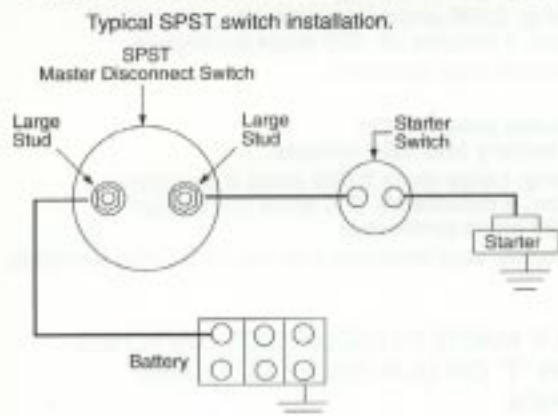 Typical SPST switch installation.
SPST
Master Disconnect Switch
Large
Stud
Large
Stud
Starter
Switch
Starter
Battery